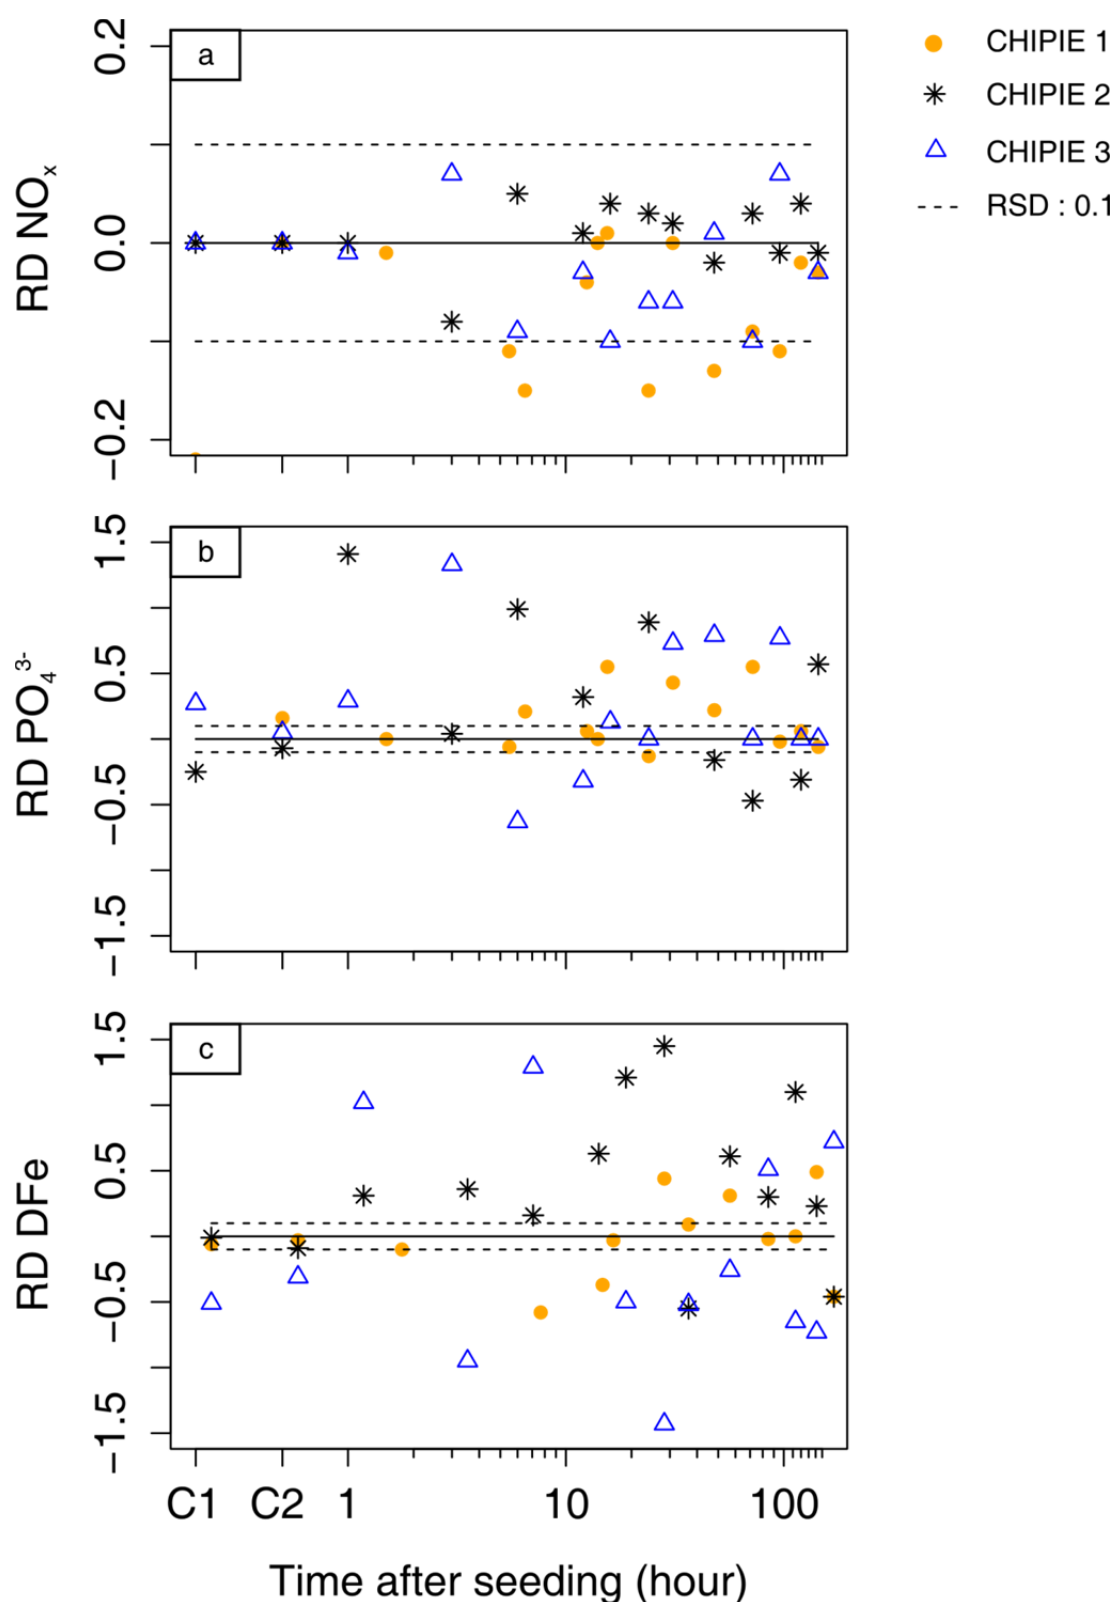 a
0.2
0.0
−0.2
RD NOₓ
CHIPIE 1
CHIPIE 2
CHIPIE 3
RSD : 0.1
b
1.5
0.5
−0.5
−1.5
RD PO₄³⁻
c
1.5
0.5
−0.5
−1.5
RD DFe
C1 C2 1 10 100
Time after seeding (hour)